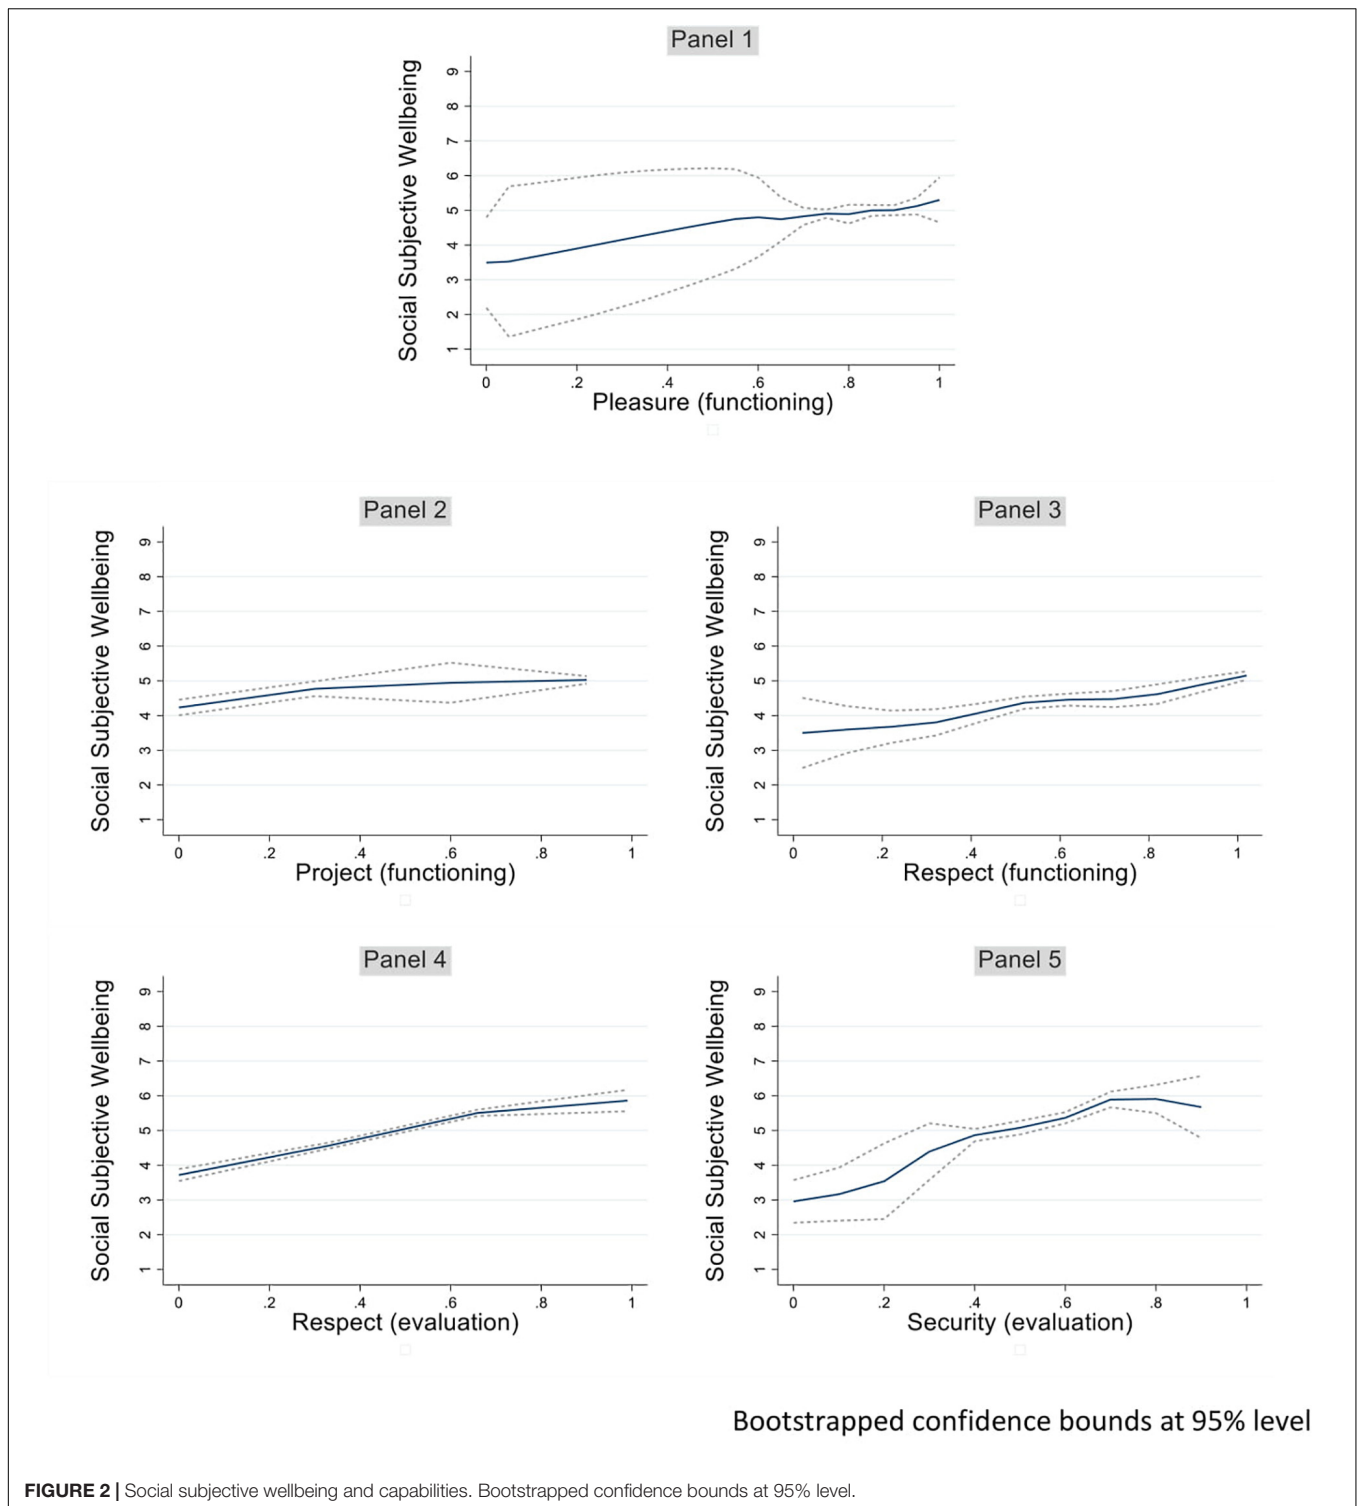 Panel 1
Social Subjective Wellbeing
9
8
7
6
5
4
3
2
1
0 .2 .4 .6 .8 1
Pleasure (functioning)
Panel 2
Social Subjective Wellbeing
9
8
7
6
5
4
3
2
1
0 .2 .4 .6 .8 1
Project (functioning)
Panel 3
Social Subjective Wellbeing
9
8
7
6
5
4
3
2
1
0 .2 .4 .6 .8 1
Respect (functioning)
Panel 4
Social Subjective Wellbeing
9
8
7
6
5
4
3
2
1
0 .2 .4 .6 .8 1
Respect (evaluation)
Panel 5
Social Subjective Wellbeing
9
8
7
6
5
4
3
2
1
0 .2 .4 .6 .8 1
Security (evaluation)
Bootstrapped confidence bounds at 95% level
FIGURE 2 | Social subjective wellbeing and capabilities. Bootstrapped confidence bounds at 95% level.